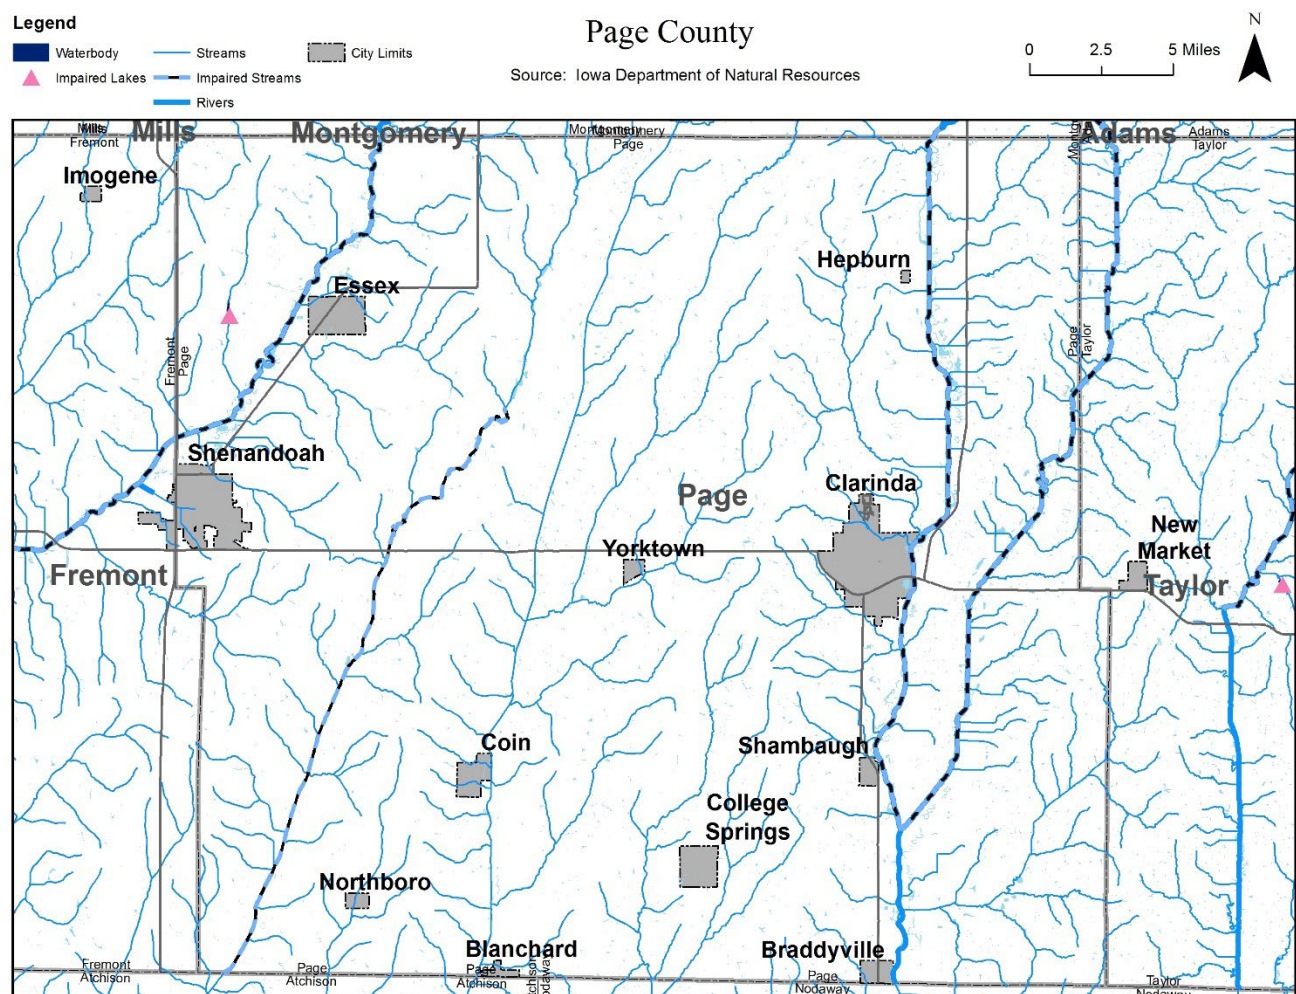 Legend
Page County
N
Waterbody
Streams
City Limits
0 2.5 5 Miles
Impaired Lakes
Impaired Streams
Source: Iowa Department of Natural Resources
Rivers
Mills
Fremont
Mills
Montgomery
Montgomery
Montgomery
Page
Adams
Adams
Taylor
Imogene
Hepburn
Essex
Fremont
Page
Page
Taylor
Shenandoah
Clarinda
Page
New
Market
Yorktown
Fremont
Taylor
Coin
Shambaugh
College
Springs
Northboro
Blanchard
Braddyville
Fremont
Atchison
Page
Atchison
Page
Atchison
Page
Nodaway
Taylor